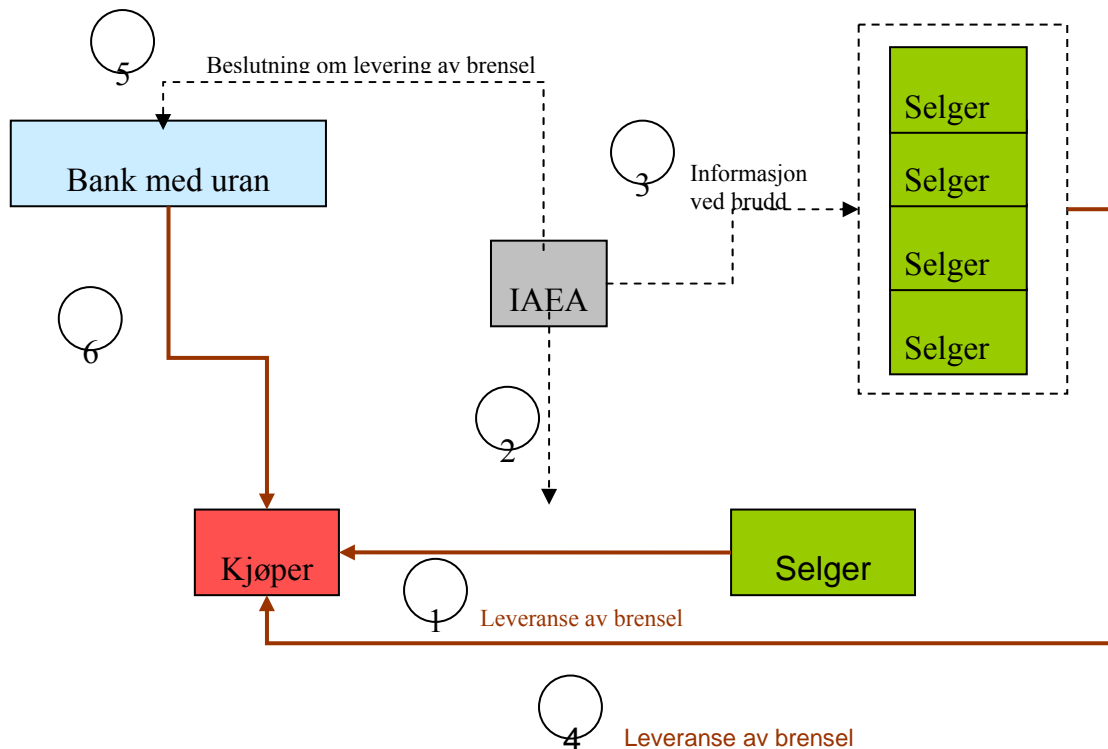 5
Beslutning om levering av brensel
Bank med uran
3
Informasjon
ved brudd
Selger
Selger
Selger
Selger
IAEA
6
2
Kjøper
Selger
1
Leveranse av brensel
4
Leveranse av brensel